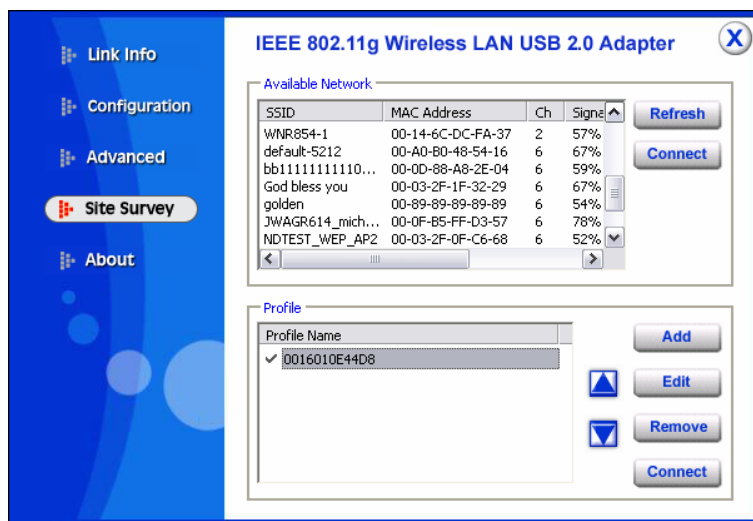 IEEE 802.11g Wireless LAN USB 2.0 Adapter
X
Link Info
Configuration
Advanced
Site Survey
About
Available Network
SSID MAC Address Ch Signa
WNR854-1 00-14-6C-DC-FA-37 2 57%
default-5212 00-A0-B0-48-54-16 6 67%
bb11111111110... 00-0D-88-A8-2E-04 6 59%
God bless you 00-03-2F-1F-32-29 6 67%
golden 00-89-89-89-89-89 6 54%
JWAGR614_mich... 00-0F-B5-FF-D3-57 6 78%
NDTEST_WEP_AP2 00-03-2F-0F-C6-68 6 52%
Refresh
Connect
Profile
Profile Name
0016010E44D8
Add
Edit
Remove
Connect